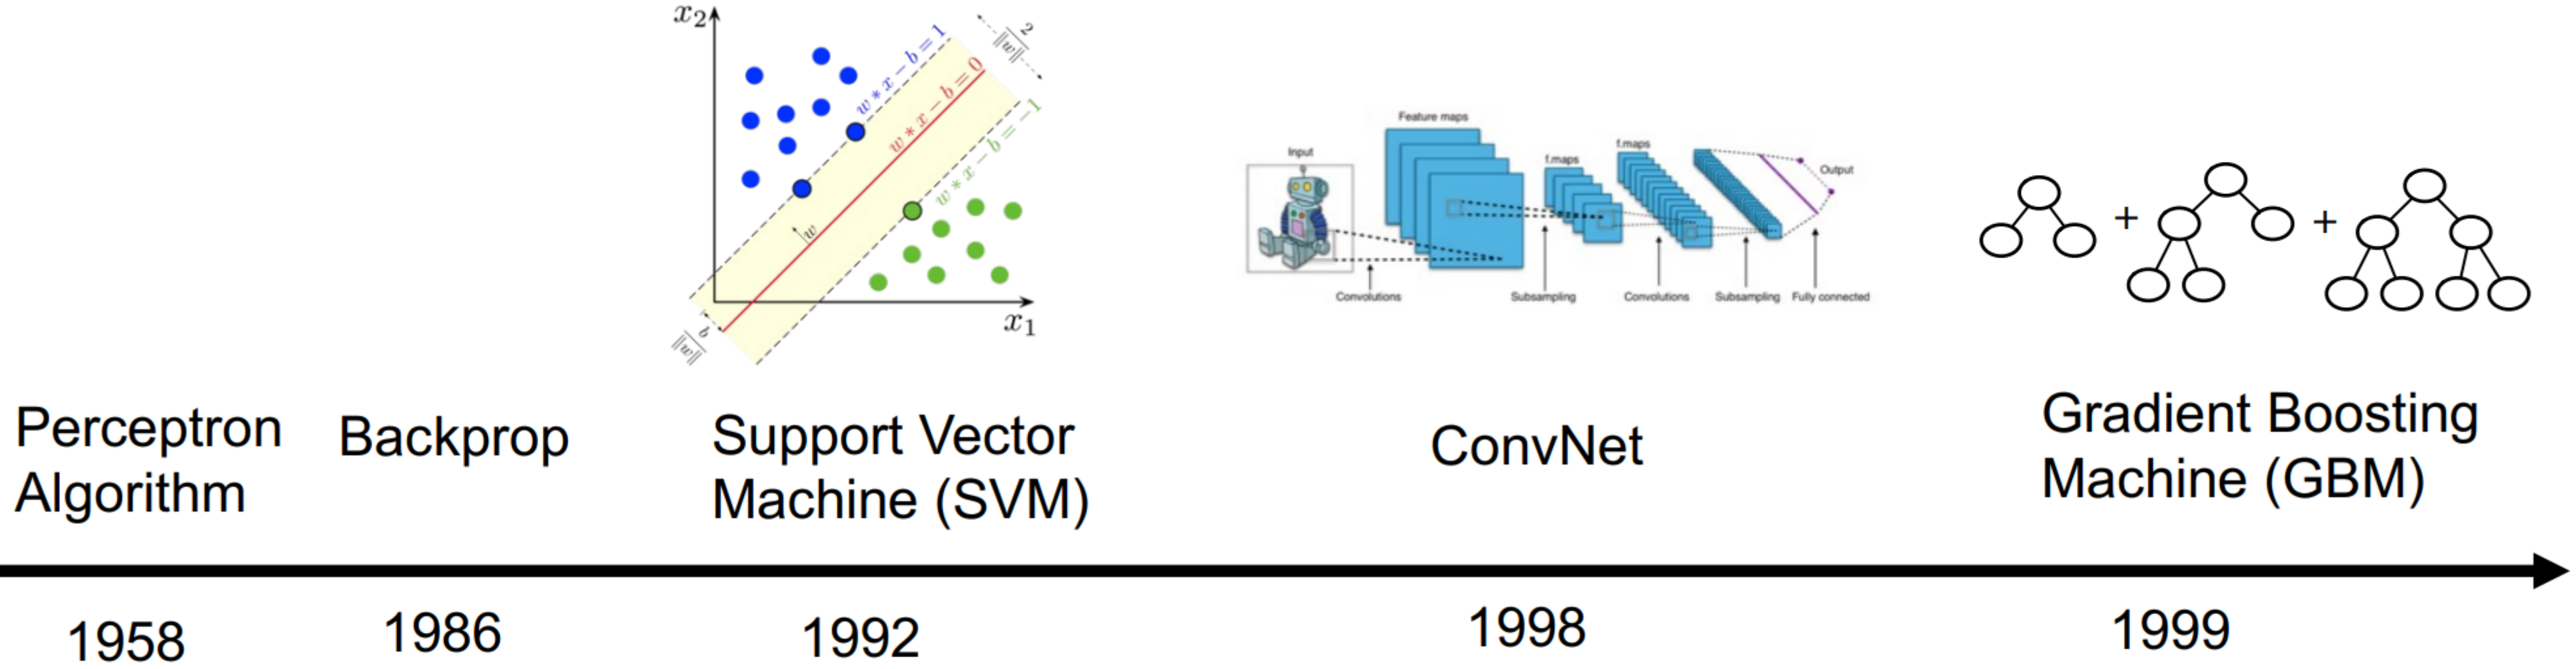 x₂
w * x − b = 1
w * x − b = 0
w * x − b = −1
2
‖w‖
w
b
‖w‖
x₁
Input
Feature maps
f.maps
f.maps
Output
Convolutions
Subsampling
Convolutions
Subsampling
Fully connected
+
+
Perceptron
Algorithm
Backprop
Support Vector
Machine (SVM)
ConvNet
Gradient Boosting
Machine (GBM)
1958
1986
1992
1998
1999